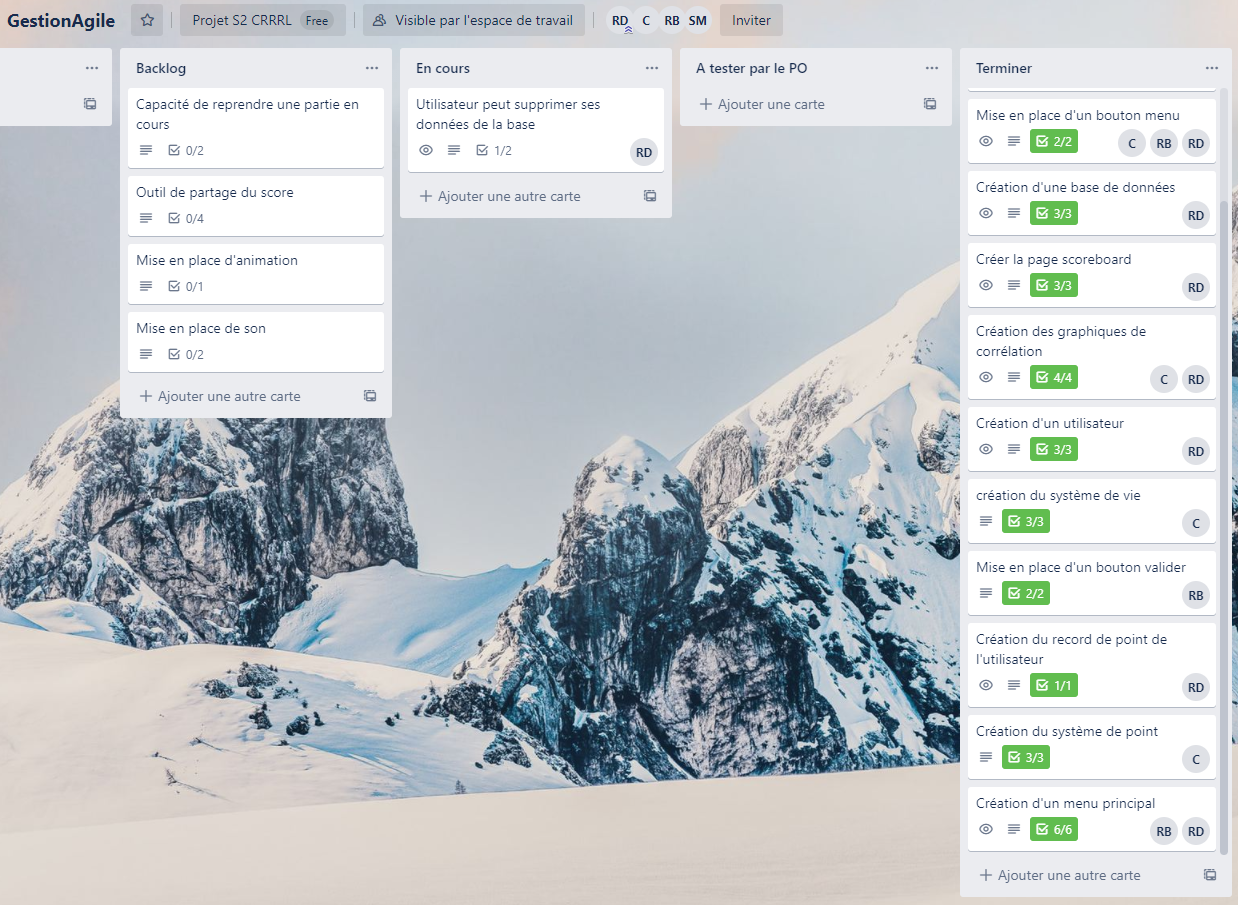 GestionAgile
Projet S2 CRRRL Free
Visible par l'espace de travail
RD C RB SM
Inviter
Backlog
Capacité de reprendre une partie en
cours
0/2
Outil de partage du score
0/4
Mise en place d'animation
0/1
Mise en place de son
0/2
+ Ajouter une autre carte
En cours
Utilisateur peut supprimer ses
données de la base
1/2
RD
+ Ajouter une autre carte
A tester par le PO
+ Ajouter une carte
Terminer
Mise en place d'un bouton menu
2/2
C RB RD
Création d'une base de données
3/3
RD
Créer la page scoreboard
3/3
RD
Création des graphiques de
corrélation
4/4
C RD
Création d'un utilisateur
3/3
RD
création du système de vie
3/3
C
Mise en place d'un bouton valider
2/2
RB
Création du record de point de
l'utilisateur
1/1
RD
Création du système de point
3/3
C
Création d'un menu principal
6/6
RB RD
+ Ajouter une autre carte